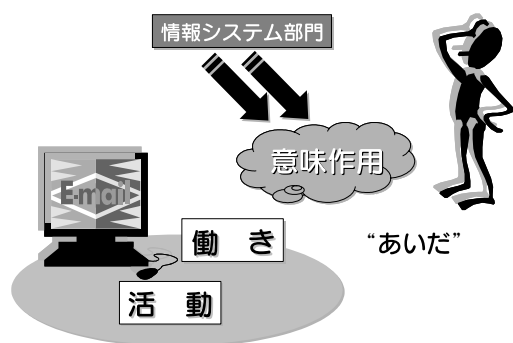 情報システム部門
意味作用
E-mail
働 き
“あいだ”
活 動